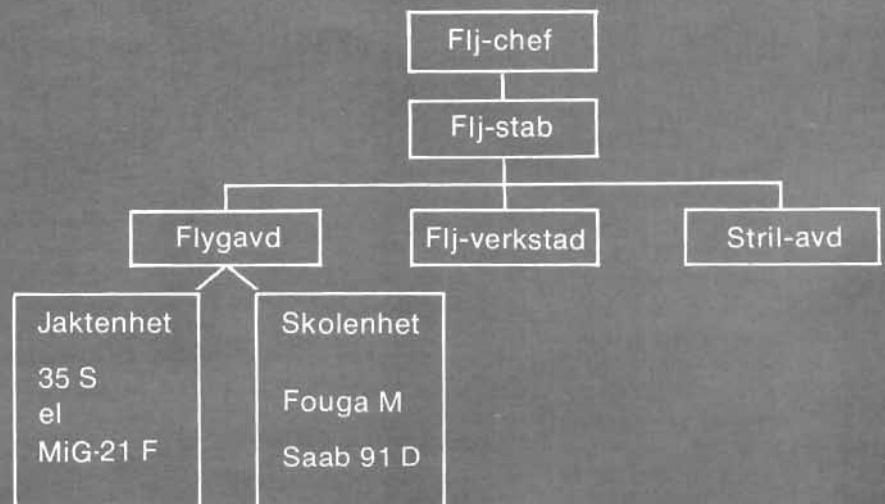 Flj-chef
Flj-stab
Flygavd
Flj-verkstad
Stril-avd
Jaktenhet
35 S
el
MiG-21 F
Skolenhet
Fouga M
Saab 91 D